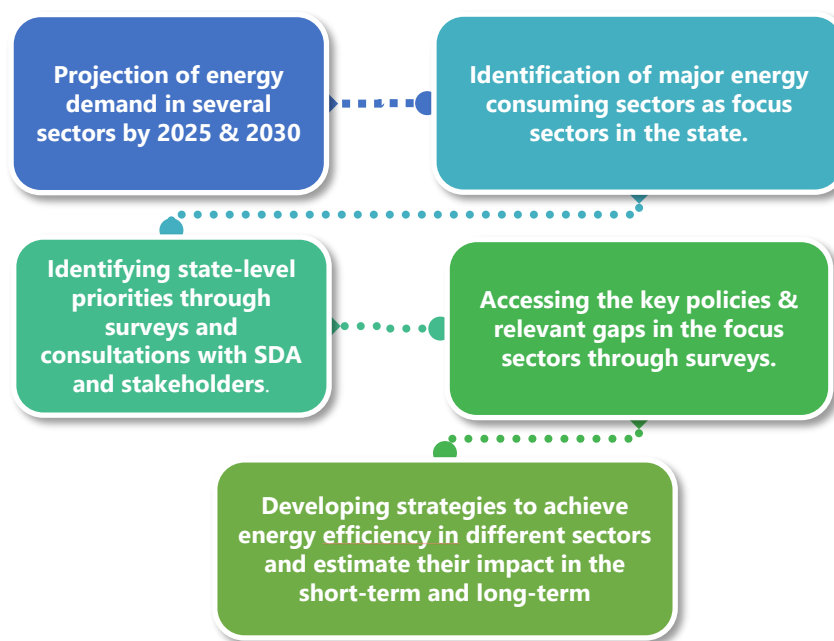 Projection of energy
demand in several
sectors by 2025 & 2030
Identification of major energy
consuming sectors as focus
sectors in the state.
Identifying state-level
priorities through
surveys and
consultations with SDA
and stakeholders.
Accessing the key policies &
relevant gaps in the focus
sectors through surveys.
Developing strategies to achieve
energy efficiency in different sectors
and estimate their impact in the
short-term and long-term